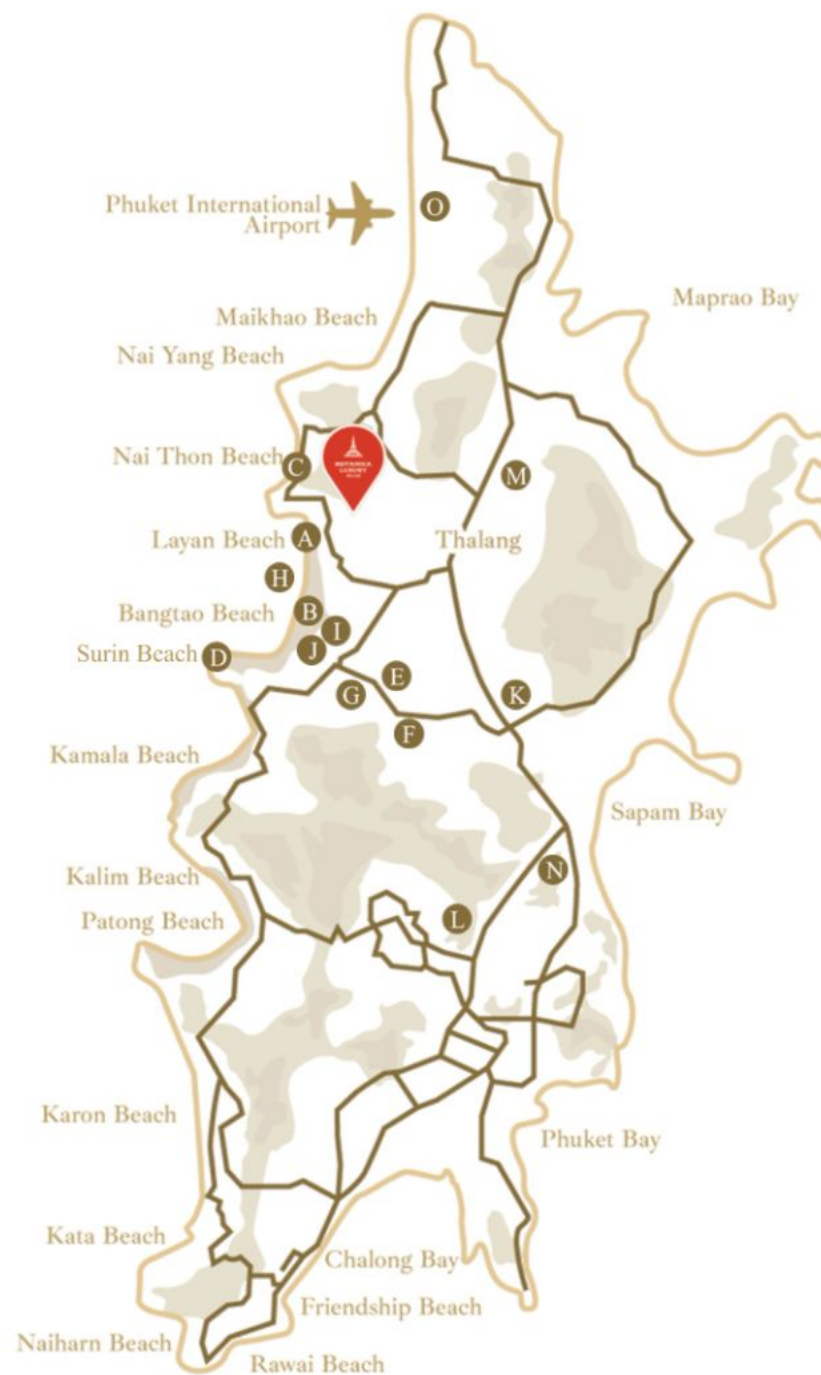 Phuket International
Airport
O
Maprao Bay
Maikhao Beach
Nai Yang Beach
Nai Thon Beach
C
BOTANICA
LUXURY
M
Layan Beach
A
Thalang
H
Bangtao Beach
B
I
Surin Beach
D
J
E
G
K
F
Kamala Beach
Sapam Bay
Kalim Beach
N
Patong Beach
L
Karon Beach
Phuket Bay
Kata Beach
Chalong Bay
Friendship Beach
Naiharn Beach
Rawai Beach